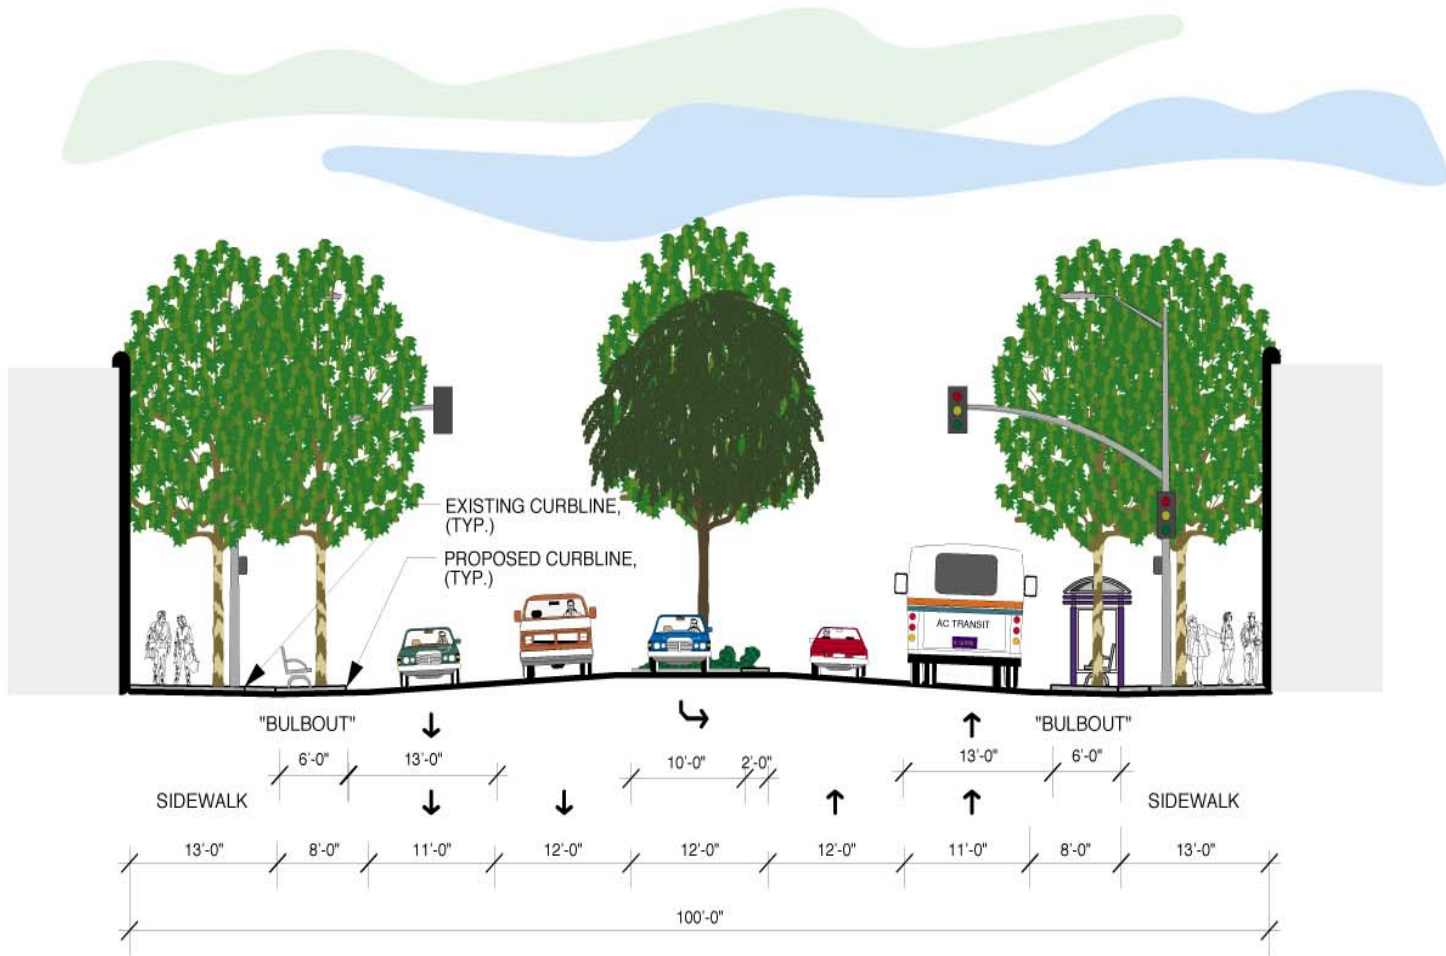 EXISTING CURBLINE,
(TYP.)
PROPOSED CURBLINE,
(TYP.)
AC TRANSIT
"BULBOUT"
"BULBOUT"
6'-0"
13'-0"
10'-0"
2'-0"
13'-0"
6'-0"
SIDEWALK
SIDEWALK
13'-0"
8'-0"
11'-0"
12'-0"
12'-0"
12'-0"
11'-0"
8'-0"
13'-0"
100'-0"